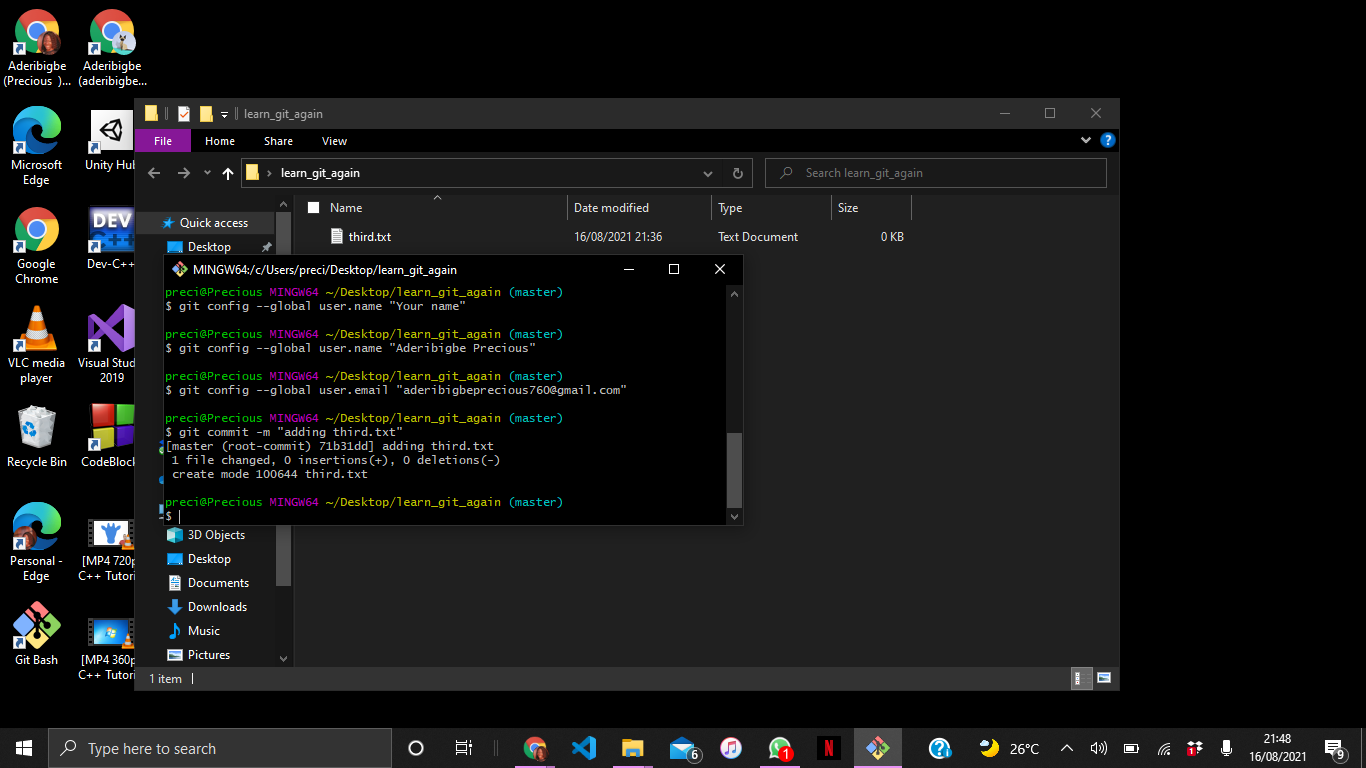 Aderibigbe
(Precious )...
Aderibigbe
(aderibigbe...
Microsoft
Edge
Unity Hub
Google
Chrome
DEV
C++
Dev-C++
VLC media
player
Visual Stud
2019
Recycle Bin
CodeBlock
Personal -
Edge
[MP4 720p
C++ Tutori
Git Bash
[MP4 360p
C++ Tutori
learn_git_again
File
Home
Share
View
learn_git_again
Search learn_git_again
Name
Date modified
Type
Size
third.txt
16/08/2021 21:36
Text Document
0 KB
Quick access
Desktop
MINGW64:/c/Users/preci/Desktop/learn_git_again
preci@Precious MINGW64 ~/Desktop/learn_git_again (master)
$ git config --global user.name "Your name"
preci@Precious MINGW64 ~/Desktop/learn_git_again (master)
$ git config --global user.name "Aderibigbe Precious"
preci@Precious MINGW64 ~/Desktop/learn_git_again (master)
$ git config --global user.email "aderibigbeprecious760@gmail.com"
preci@Precious MINGW64 ~/Desktop/learn_git_again (master)
$ git commit -m "adding third.txt"
[master (root-commit) 71b31dd] adding third.txt
1 file changed, 0 insertions(+), 0 deletions(-)
create mode 100644 third.txt
preci@Precious MINGW64 ~/Desktop/learn_git_again (master)
$
3D Objects
Desktop
Documents
Downloads
Music
Pictures
1 item
Type here to search
6
1
N
26°C
1
21:48
16/08/2021
9